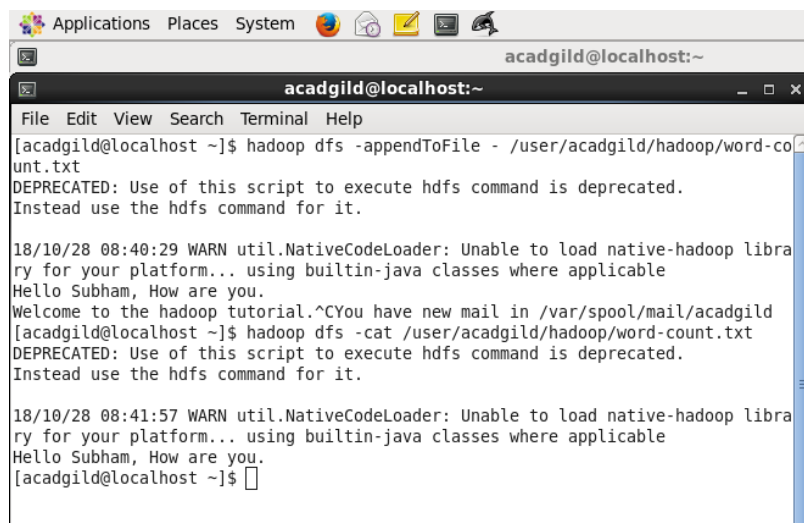 Applications Places System
acadgild@localhost:~
acadgild@localhost:~
File Edit View Search Terminal Help
[acadgild@localhost ~]$ hadoop dfs -appendToFile - /user/acadgild/hadoop/word-co
unt.txt
DEPRECATED: Use of this script to execute hdfs command is deprecated.
Instead use the hdfs command for it.

18/10/28 08:40:29 WARN util.NativeCodeLoader: Unable to load native-hadoop libra
ry for your platform... using builtin-java classes where applicable
Hello Subham, How are you.
Welcome to the hadoop tutorial.^CYou have new mail in /var/spool/mail/acadgild
[acadgild@localhost ~]$ hadoop dfs -cat /user/acadgild/hadoop/word-count.txt
DEPRECATED: Use of this script to execute hdfs command is deprecated.
Instead use the hdfs command for it.

18/10/28 08:41:57 WARN util.NativeCodeLoader: Unable to load native-hadoop libra
ry for your platform... using builtin-java classes where applicable
Hello Subham, How are you.
[acadgild@localhost ~]$